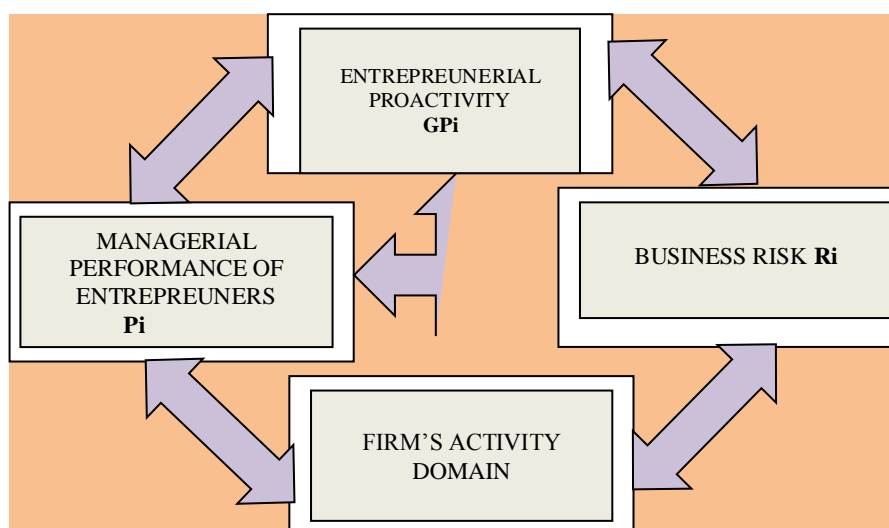 ENTREPREUNERIAL
PROACTIVITY
GPi
MANAGERIAL
PERFORMANCE OF
ENTREPREUNERS
Pi
BUSINESS RISK Ri
FIRM'S ACTIVITY
DOMAIN